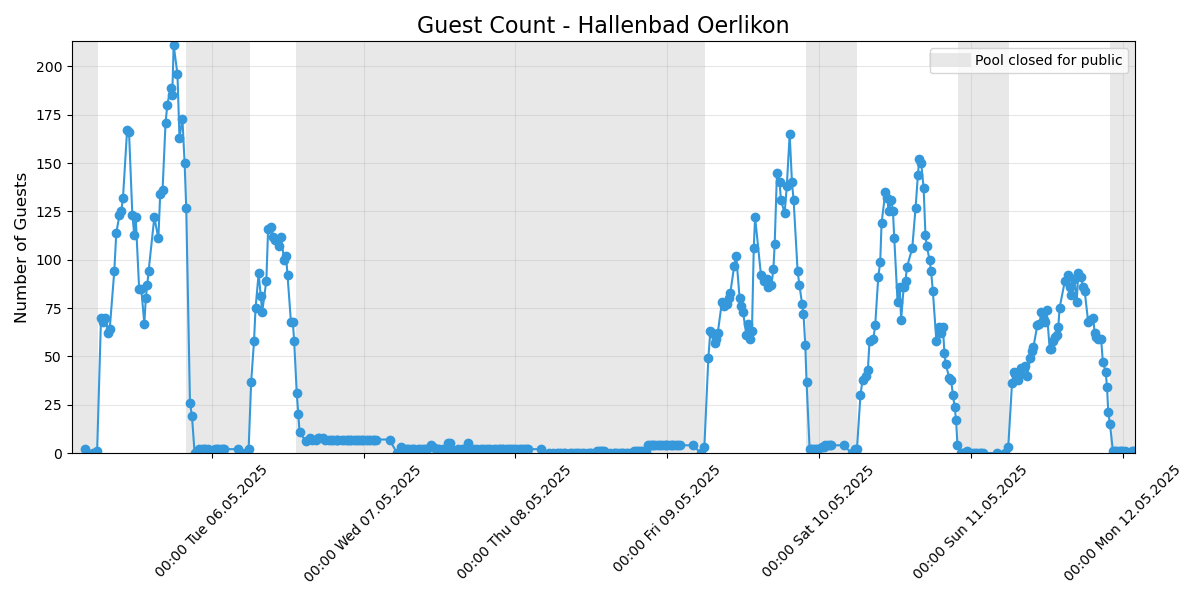 Guest Count - Hallenbad Oerlikon
Pool closed for public
Number of Guests
200
175
150
125
100
75
50
25
0
00:00 Tue 06.05.2025
00:00 Wed 07.05.2025
00:00 Thu 08.05.2025
00:00 Fri 09.05.2025
00:00 Sat 10.05.2025
00:00 Sun 11.05.2025
00:00 Mon 12.05.2025